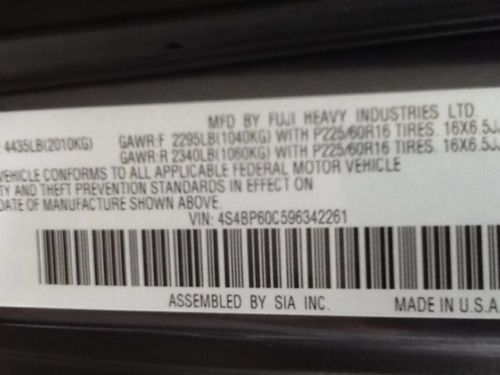 MFD BY FUJI HEAVY INDUSTRIES LTD.
: 4435LB(2010KG) GAWR:F 2295LB(1040KG) WITH P225/60R16 TIRES. 16X6.5JJ
GAWR:R 2340LB(1060KG) WITH P225/60R16 TIRES. 16X6.5J
VEHICLE CONFORMS TO ALL APPLICABLE FEDERAL MOTOR VEHICLE
TY AND THEFT PREVENTION STANDARDS IN EFFECT ON
DATE OF MANUFACTURE SHOWN ABOVE.
VIN: 4S4BP60C596342261
ASSEMBLED BY SIA INC. MADE IN U.S.A